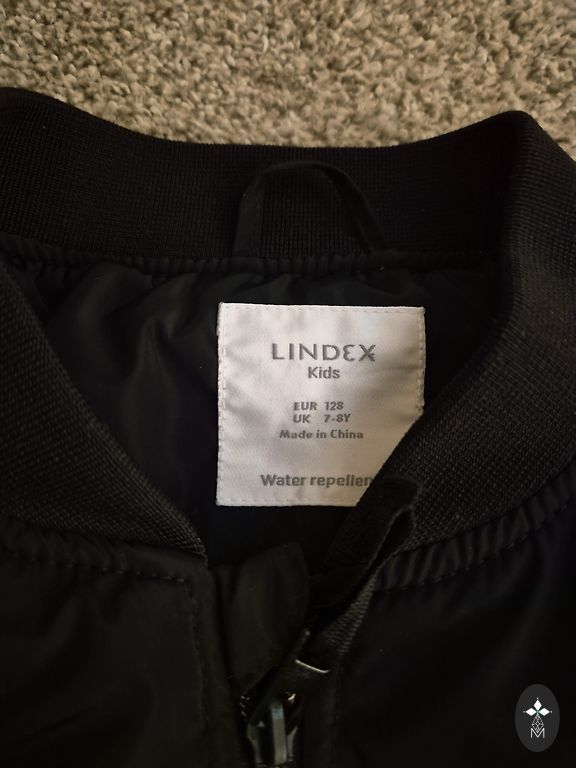 LINDEX
Kids
EUR 128
UK 7-8Y
Made in China
Water repellen
M